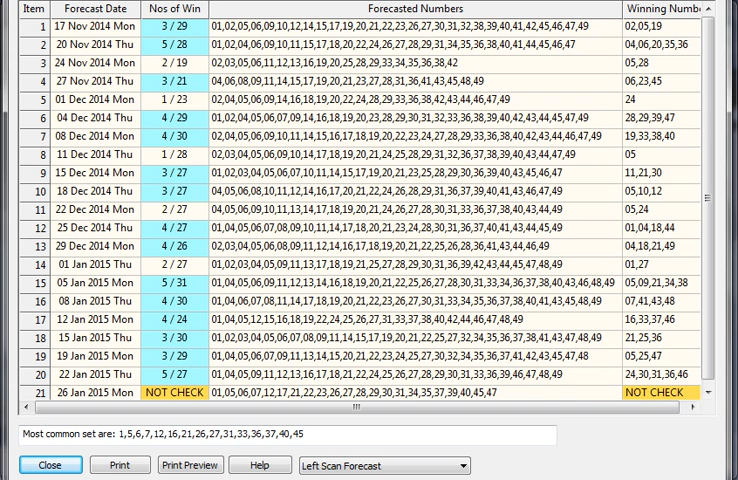 Item Forecast Date Nos of Win Forecasted Numbers Winning Numb
1 17 Nov 2014 Mon 3 / 29 01,02,05,06,09,10,12,14,15,17,19,21,22,23,26,27,30,31,32,38,39,40,41,42,45,46,47,49 02,05,19
2 20 Nov 2014 Thu 5 / 28 01,02,04,05,06,07,09,10,11,15,17,18,20,22,24,26,27,28,29,31,34,35,36,38,41,44,45,46,47 04,06,20,35,36
3 24 Nov 2014 Mon 2 / 19 02,03,05,06,11,12,13,16,19,20,25,28,29,33,34,35,36,38,42 05,28
4 27 Nov 2014 Thu 3 / 21 04,06,08,09,11,14,15,17,18,20,21,23,27,28,31,36,41,43,45,48,49 06,23,45
5 01 Dec 2014 Mon 1 / 23 02,04,05,06,09,14,16,18,19,20,22,24,28,29,33,36,38,42,43,44,46,47,49 24
6 04 Dec 2014 Thu 4 / 29 01,02,04,05,06,07,09,14,16,17,18,19,20,23,28,29,30,31,32,33,36,39,40,42,43,44,45,47,49 28,29,39,47
7 08 Dec 2014 Mon 4 / 30 02,04,06,09,10,11,14,15,16,17,18,19,20,22,23,24,27,28,29,33,36,38,40,42,43,44,46,47,49 19,33,38,40
8 11 Dec 2014 Thu 1 / 28 02,03,04,05,06,09,10,14,17,18,19,20,21,24,25,28,29,31,32,36,37,38,39,40,43,44,47,49 05
9 15 Dec 2014 Mon 3 / 27 01,02,03,04,05,06,07,10,11,13,17,18,19,20,21,25,27,29,30,31,36,39,40,43,45,46,47 11,21,30
10 18 Dec 2014 Thu 3 / 27 04,05,06,08,10,11,12,14,16,17,20,21,22,24,26,28,29,31,36,37,39,40,41,43,46,47,49 05,10,12
11 22 Dec 2014 Mon 2 / 27 04,05,06,09,10,11,13,14,17,18,19,20,21,24,26,27,28,30,31,33,36,37,38,40,43,44,49 05,24
12 25 Dec 2014 Thu 4 / 27 01,04,05,06,07,08,09,10,11,14,17,18,20,21,24,28,30,31,36,37,40,41,43,44,45,49 01,04,18,44
13 29 Dec 2014 Mon 4 / 26 02,03,04,05,06,08,09,11,12,14,16,17,18,19,20,21,22,25,26,28,36,41,43,44,46,49 04,18,21,49
14 01 Jan 2015 Thu 2 / 27 01,02,03,04,05,09,11,12,13,17,18,19,21,25,27,28,29,30,31,36,39,42,43,44,45,47,48,49 01,27
15 05 Jan 2015 Mon 5 / 31 01,04,05,06,09,11,12,13,14,16,18,19,20,21,22,23,25,28,30,31,33,34,36,37,38,40,43,46,48,49 05,09,21,34,38
16 08 Jan 2015 Thu 4 / 30 01,04,06,07,08,11,14,17,18,19,20,21,22,23,26,27,30,31,33,34,35,36,37,38,40,41,43,47,48,49 07,41,43,48
17 12 Jan 2015 Mon 4 / 24 01,04,05,12,15,16,18,19,22,24,25,26,27,31,33,37,38,40,42,44,46,47,48,49 16,33,37,46
18 15 Jan 2015 Thu 3 / 30 01,02,03,04,05,06,07,08,09,11,14,15,17,19,20,21,25,28,32,34,35,36,37,38,41,43,47,48,49 21,25,36
19 19 Jan 2015 Mon 3 / 29 01,04,05,06,07,09,11,13,14,15,20,21,23,24,25,27,30,32,34,35,36,37,41,42,43,45,47,48 05,25,47
20 22 Jan 2015 Thu 5 / 27 01,04,05,06,07,09,11,13,18,19,20,21,22,24,27,28,29,30,31,33,36,39,46,47,48,49 24,30,31,36,46
21 26 Jan 2015 Mon NOT CHECK 01,05,06,07,12,17,21,22,23,26,27,28,29,30,31,34,35,37,39,40,45,47 NOT CHECK
Most common set are: 1,5,6,7,12,16,21,26,27,31,33,36,37,40,45
Close Print Print Preview Help Left Scan Forecast